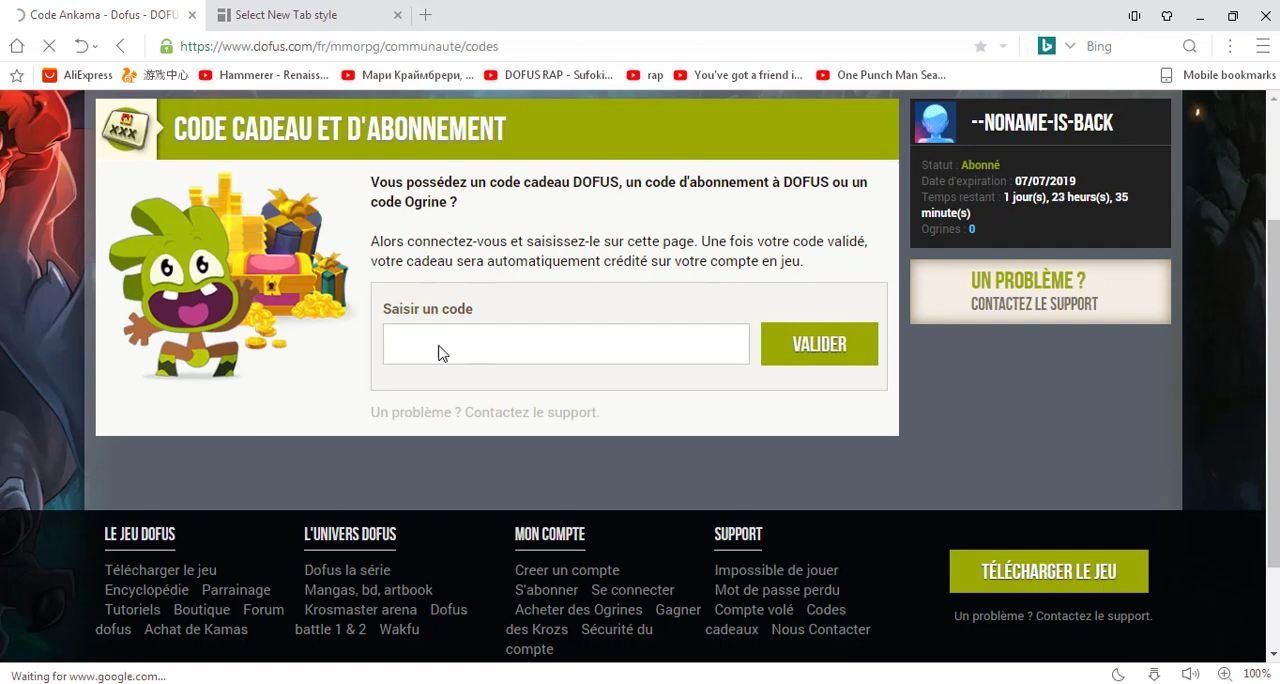 Code Ankama - Dofus - DOFU
Select New Tab style
https://www.dofus.com/fr/mmorpg/communaute/codes
Bing
AliExpress
游戏中心
Hammerer - Renaiss...
Мари Краймбрери, ...
DOFUS RAP - Sufoki...
rap
You've got a friend i...
One Punch Man Sea...
Mobile bookmarks
XXX
CODE CADEAU ET D'ABONNEMENT
Vous possédez un code cadeau DOFUS, un code d'abonnement à DOFUS ou un
code Ogrine ?
Alors connectez-vous et saisissez-le sur cette page. Une fois votre code validé,
votre cadeau sera automatiquement crédité sur votre compte en jeu.
Saisir un code
VALIDER
Un problème ? Contactez le support.
--NONAME-IS-BACK
Statut : Abonné
Date d'expiration : 07/07/2019
Temps restant : 1 jour(s), 23 heurs(s), 35
minute(s)
Ogrines : 0
UN PROBLÈME ?
CONTACTEZ LE SUPPORT
LE JEU DOFUS
Télécharger le jeu
Encyclopédie Parrainage
Tutoriels Boutique Forum
dofus Achat de Kamas
L'UNIVERS DOFUS
Dofus la série
Mangas, bd, artbook
Krosmaster arena Dofus
battle 1 & 2 Wakfu
MON COMPTE
Creer un compte
S'abonner Se connecter
Acheter des Ogrines Gagner
des Krozs Sécurité du
compte
SUPPORT
Impossible de jouer
Mot de passe perdu
Compte volé Codes
cadeaux Nous Contacter
TÉLÉCHARGER LE JEU
Un problème ? Contactez le support.
Waiting for www.google.com...
100%